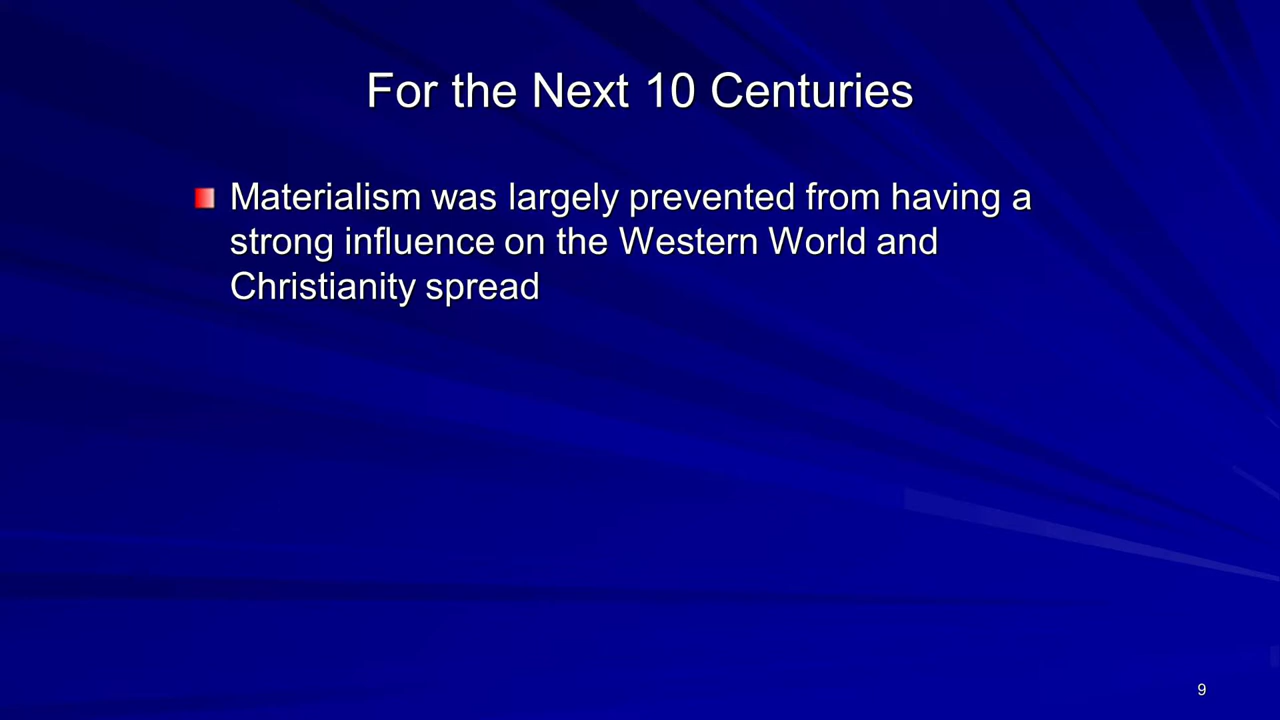 For the Next 10 Centuries
Materialism was largely prevented from having a
strong influence on the Western World and
Christianity spread
9